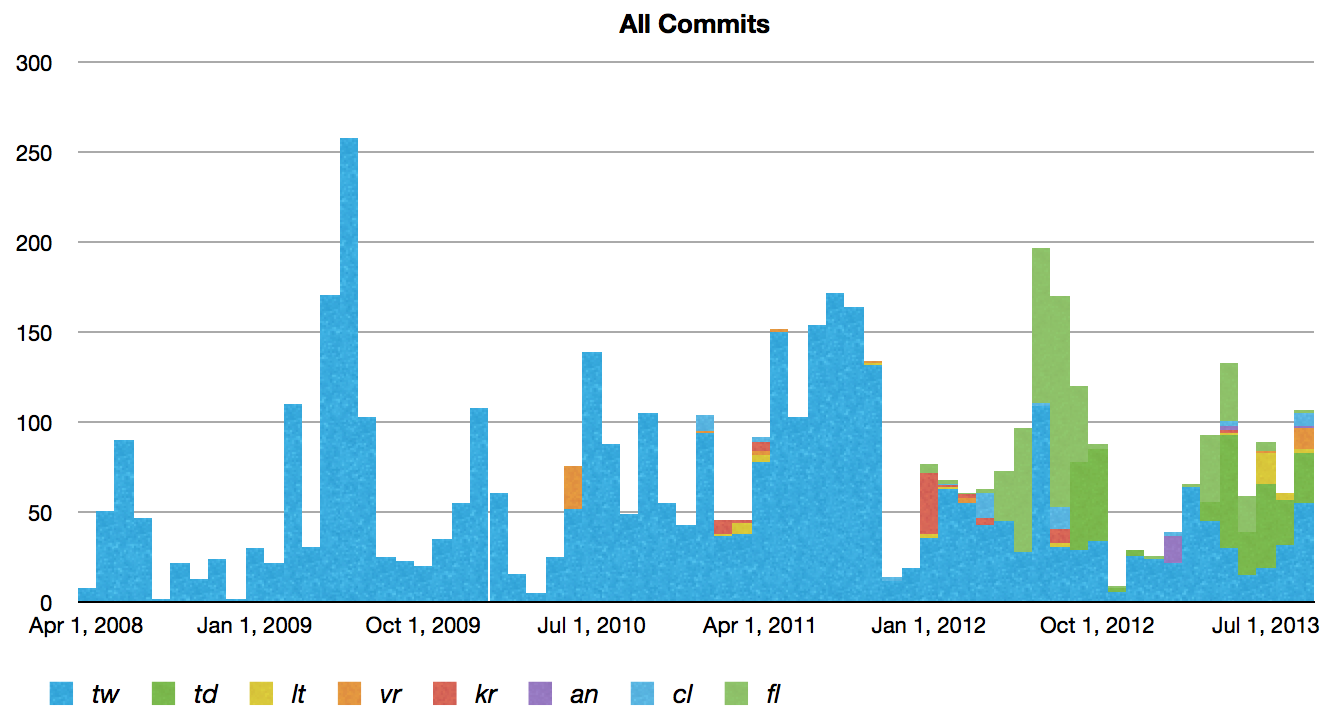 All Commits
300
250
200
150
100
50
0
Apr 1, 2008 Jan 1, 2009 Oct 1, 2009 Jul 1, 2010 Apr 1, 2011 Jan 1, 2012 Oct 1, 2012 Jul 1, 2013
tw td lt vr kr an cl fl